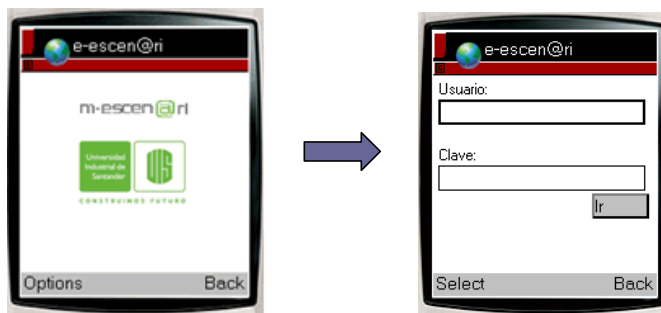 e-escen@ri
m-escen@ri
Universidad
Industrial de
Santander
UIS
CONSTRUIMOS FUTURO
Options Back
e-escen@ri
Usuario:
Clave:
Ir
Select Back